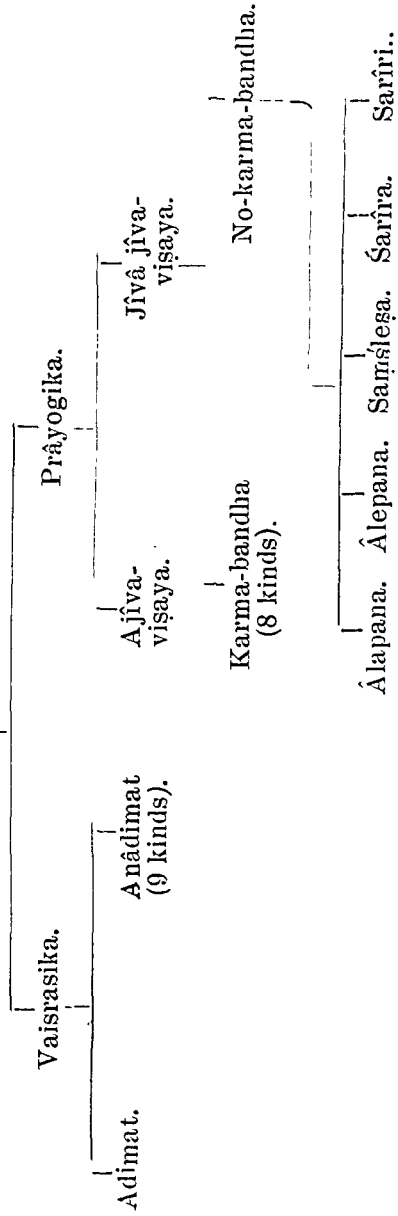 Vaisrasika.
Prâyogika.
Adimat.
Anâdimat
(9 kinds).
Ajîva-
viṣaya.
Jîvâ jîva-
viṣaya.
Karma-bandha
(8 kinds).
No-karma-bandha.
Âlapana.
Âlepana.
Saṃśleṣa.
Śarîra.
Sarîri..